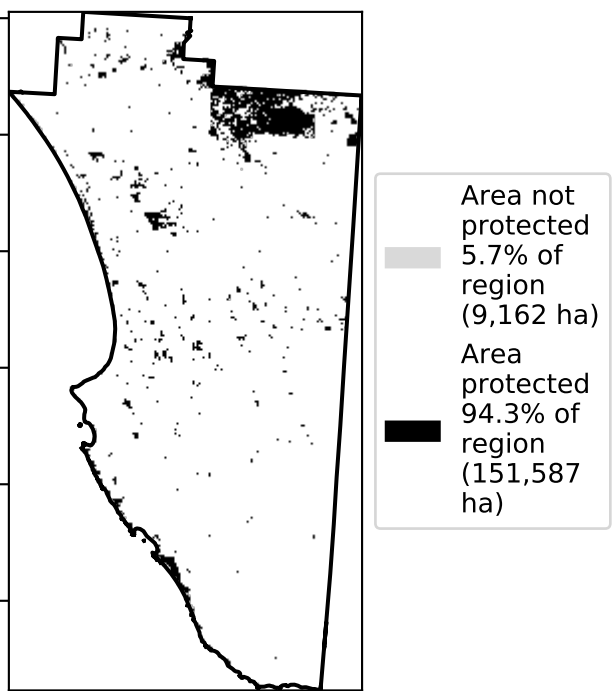 Area not
protected
5.7% of
region
(9,162 ha)
Area
protected
94.3% of
region
(151,587
ha)